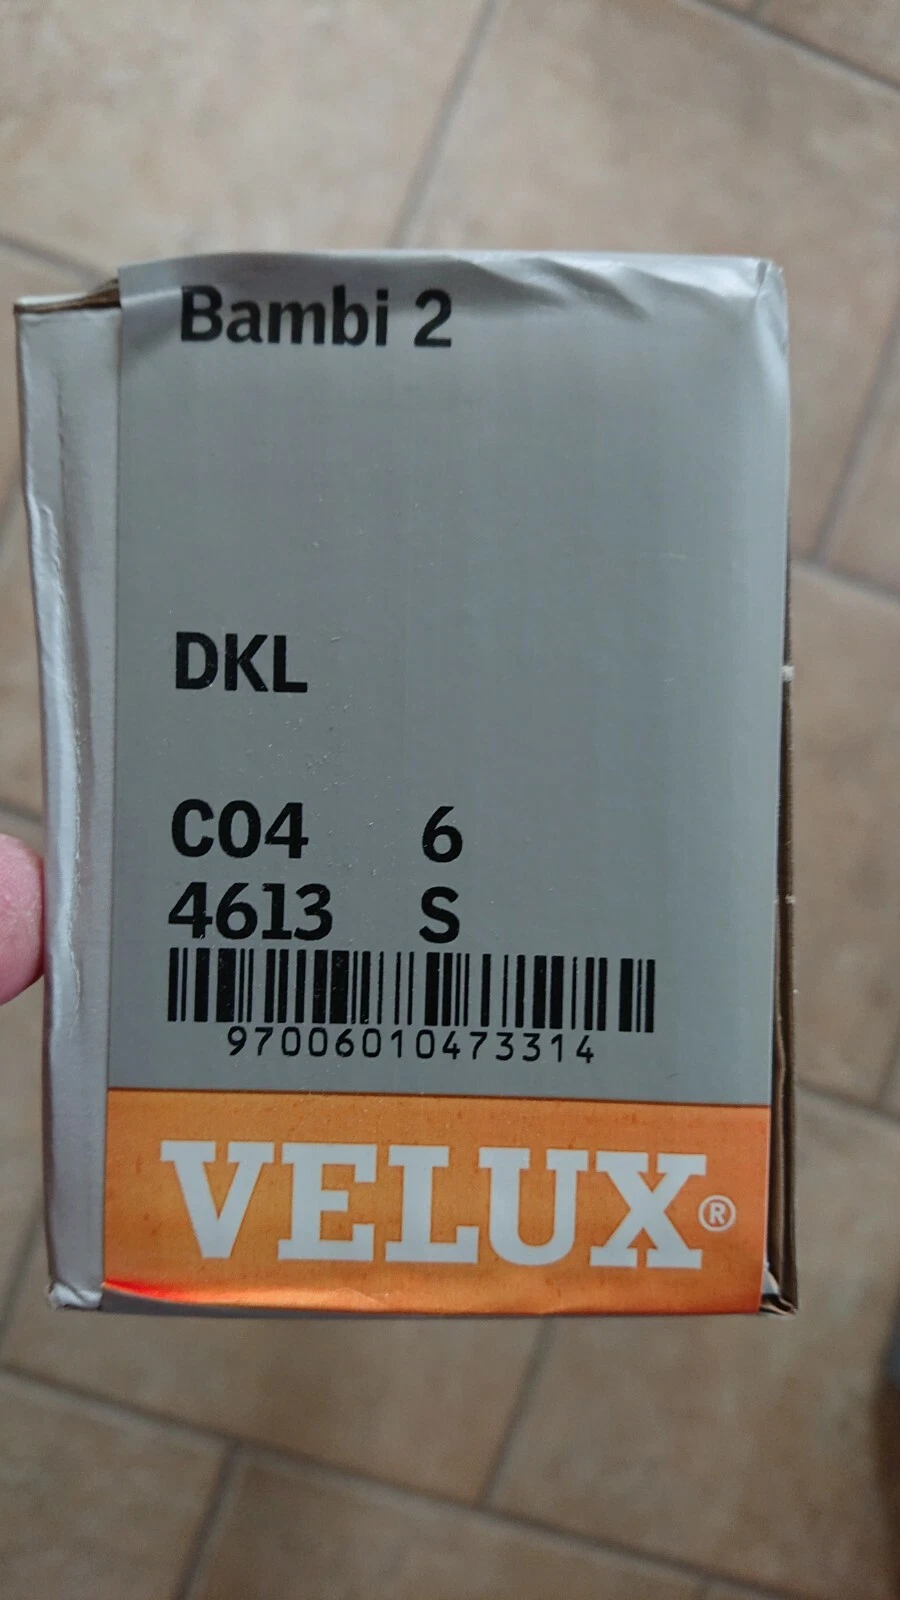 Bambi 2
DKL
C04 6
4613 S
97006010473314
VELUX®